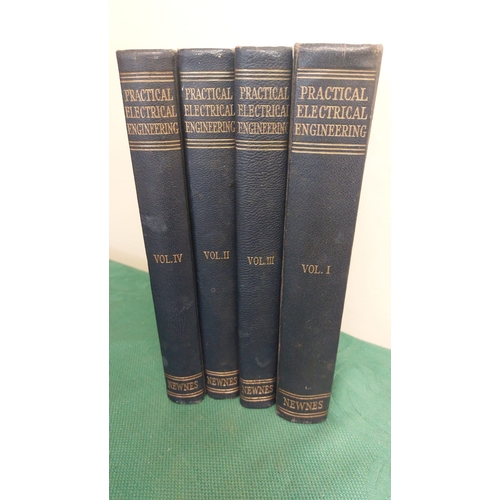 PRACTICAL
ELECTRICAL
ENGINEERING
VOL.IV
NEWNES
PRACTICAL
ELECTRICAL
ENGINEERING
VOL.II
NEWNES
PRACTICAL
ELECTRICAL
ENGINEERING
VOL.III
NEWNES
PRACTICAL
ELECTRICAL
ENGINEERING
VOL. I
NEWNES